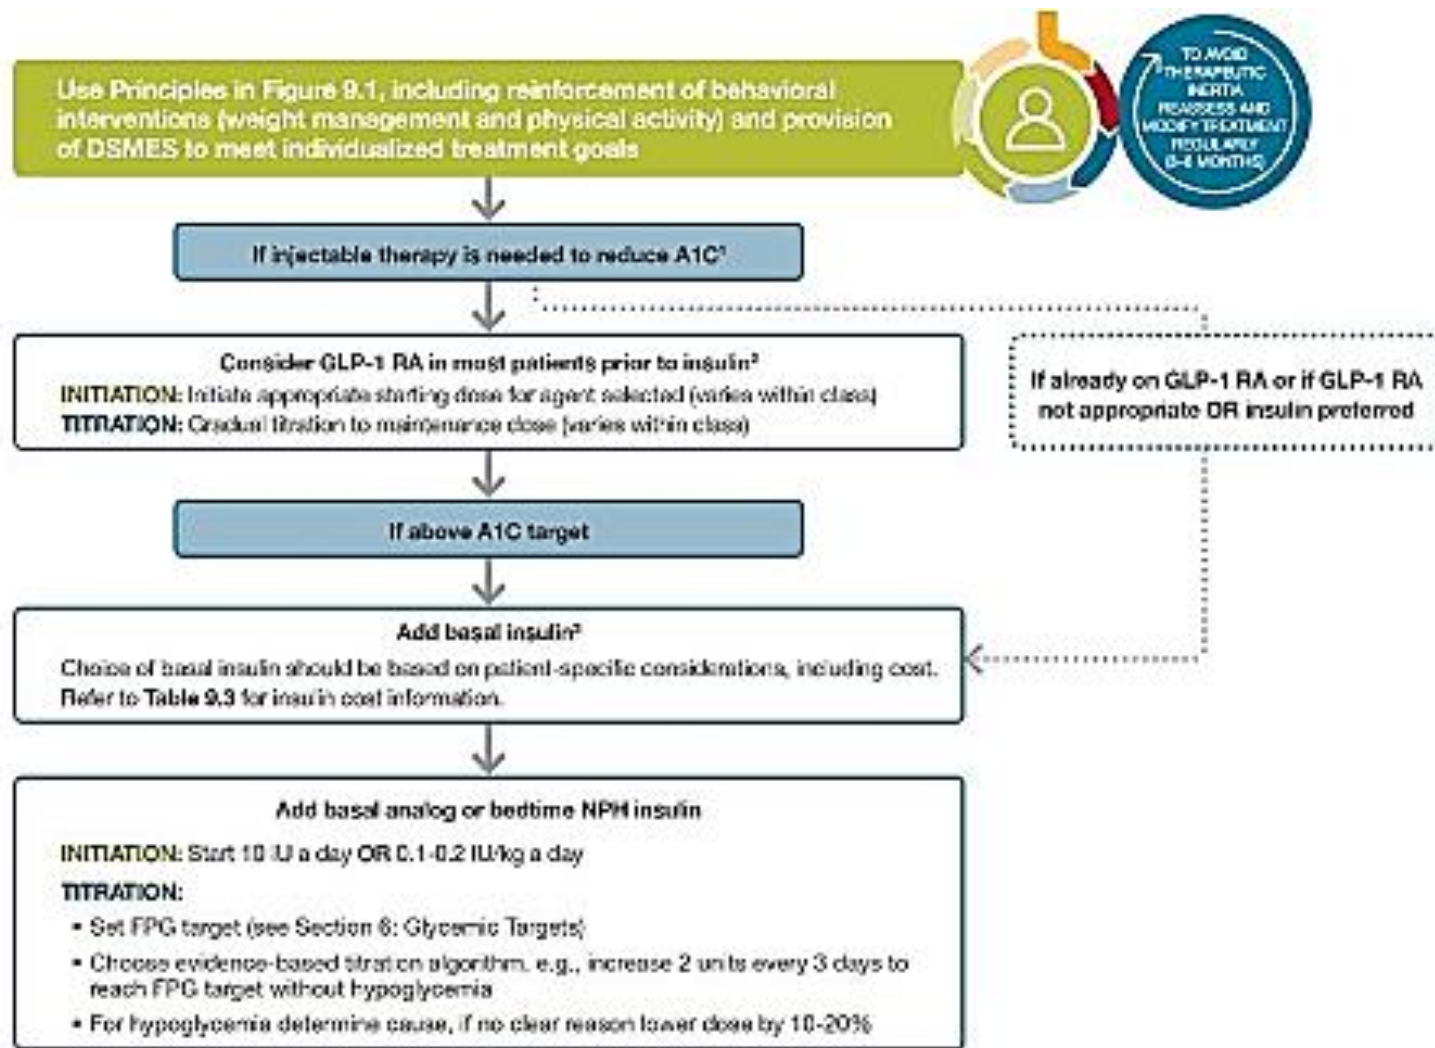 Use Principles in Figure 9.1, including reinforcement of behavioral
interventions (weight management and physical activity) and provision
of DSMES to meet individualized treatment goals
TO AVOID
THERAPEUTIC
INERTIA
REASSESS AND
MODIFY TREATMENT
REGULARLY
(3–6 MONTHS)
If injectable therapy is needed to reduce A1C¹
Consider GLP-1 RA in most patients prior to insulin²
INITIATION: Initiate appropriate starting dose for agent selected (varies within class)
TITRATION: Gradual titration to maintenance dose (varies within class)
If already on GLP-1 RA or if GLP-1 RA
not appropriate OR insulin preferred
If above A1C target
Add basal insulin³
Choice of basal insulin should be based on patient-specific considerations, including cost.
Refer to Table 9.3 for insulin cost information.
Add basal analog or bedtime NPH insulin
INITIATION: Start 10 IU a day OR 0.1-0.2 IU/kg a day
TITRATION:
▪ Set FPG target (see Section 6: Glycemic Targets)
▪ Choose evidence-based titration algorithm, e.g., increase 2 units every 3 days to
reach FPG target without hypoglycemia
▪ For hypoglycemia determine cause, if no clear reason lower dose by 10-20%